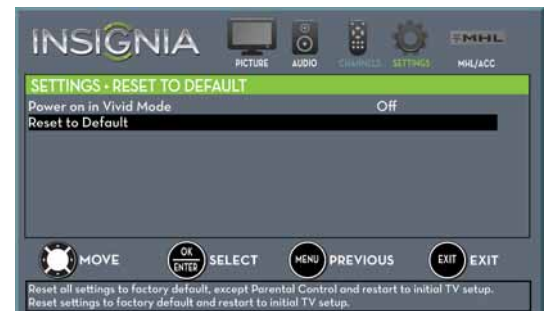 INSIGNIA
PICTURE AUDIO CHANNELS SETTINGS MHL MHL/ACC
SETTINGS • RESET TO DEFAULT
Power on in Vivid Mode Off
Reset to Default
MOVE OK ENTER SELECT MENU PREVIOUS EXIT EXIT
Reset all settings to factory default, except Parental Control and restart to initial TV setup.
Reset settings to factory default and restart to initial TV setup.